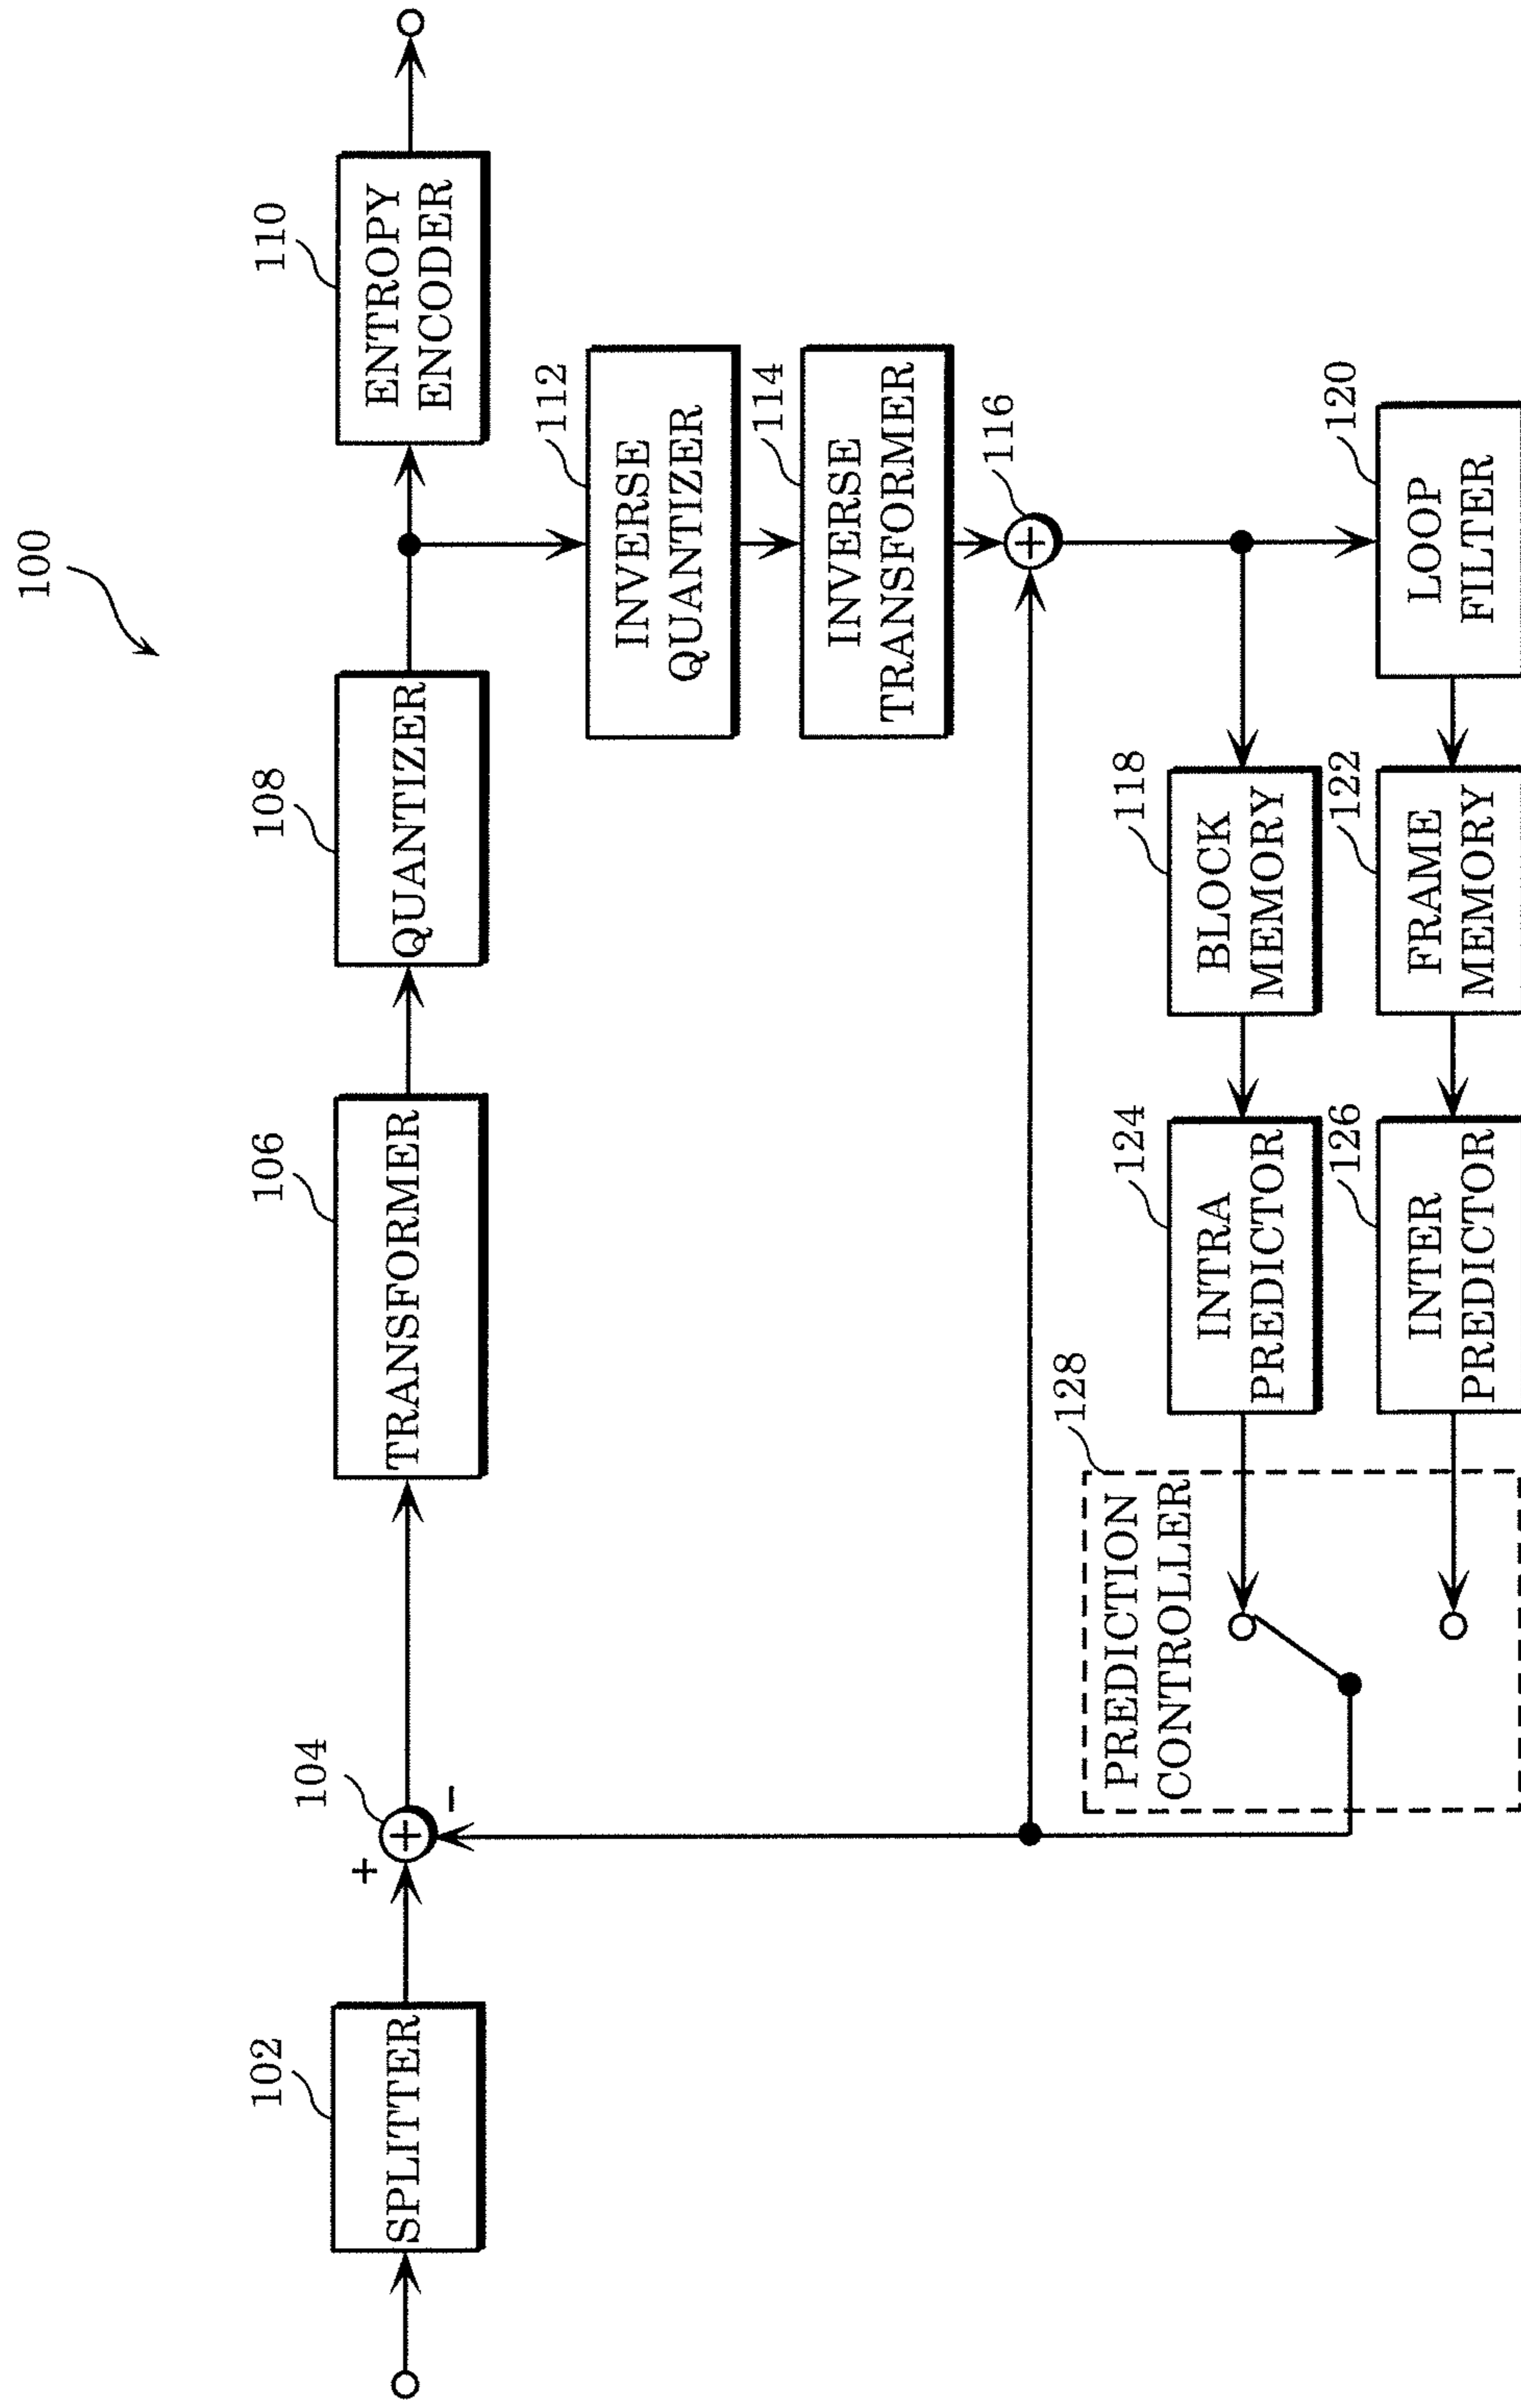 100
102
SPLITTER
104
+
−
106
TRANSFORMER
108
QUANTIZER
110
ENTROPY
ENCODER
112
INVERSE
QUANTIZER
114
INVERSE
TRANSFORMER
116
+
128
PREDICTION
CONTROLLER
124
INTRA
PREDICTOR
118
BLOCK
MEMORY
126
INTER
PREDICTOR
122
FRAME
MEMORY
120
LOOP
FILTER
+